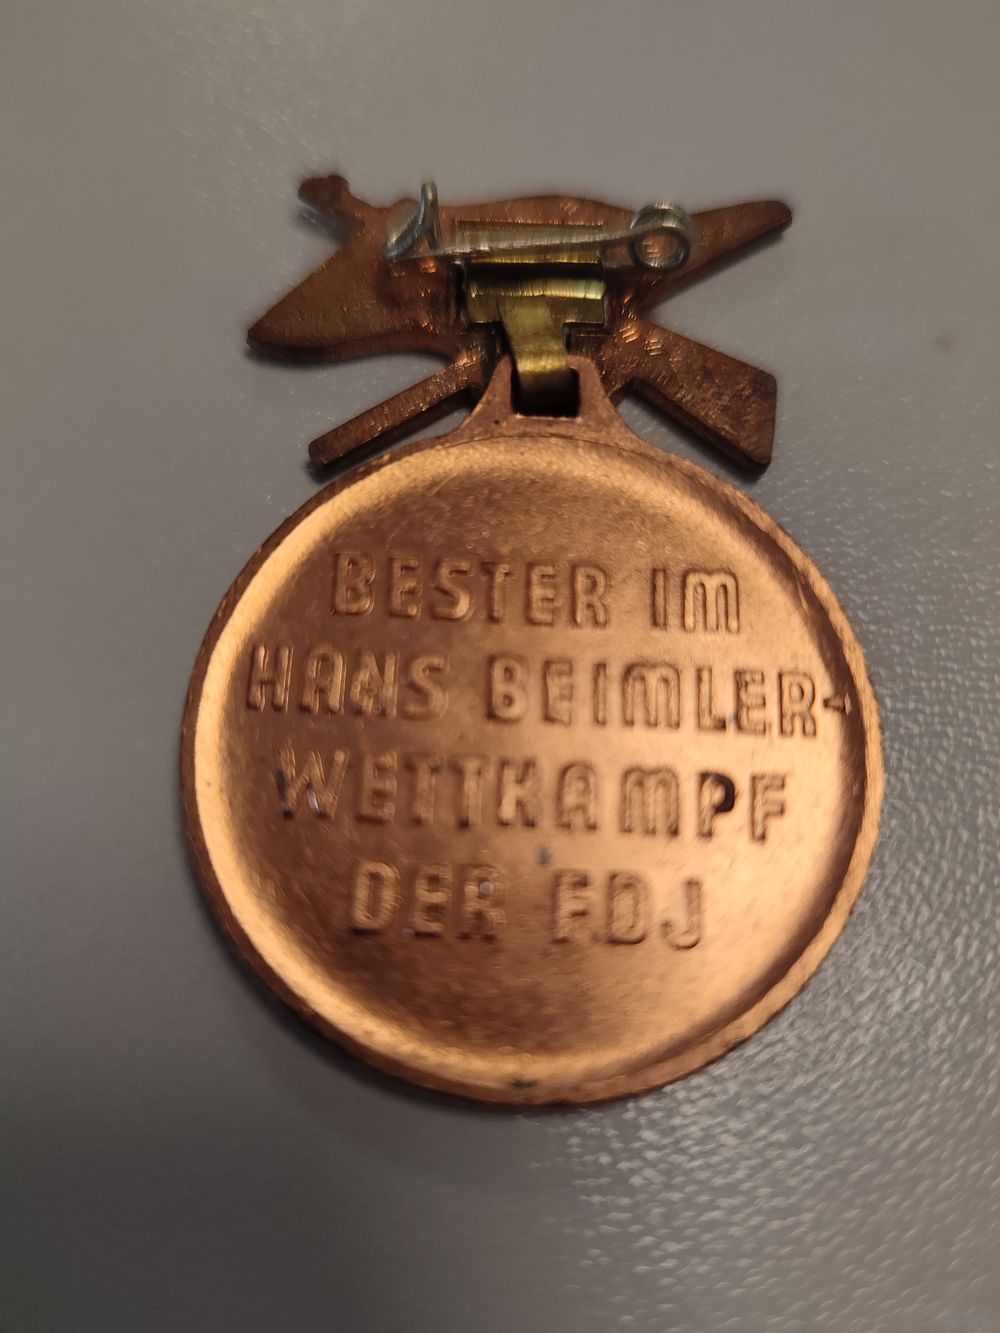 BESTER IM
HANS BEIMLER-
WETTKAMPF
DER FDJ